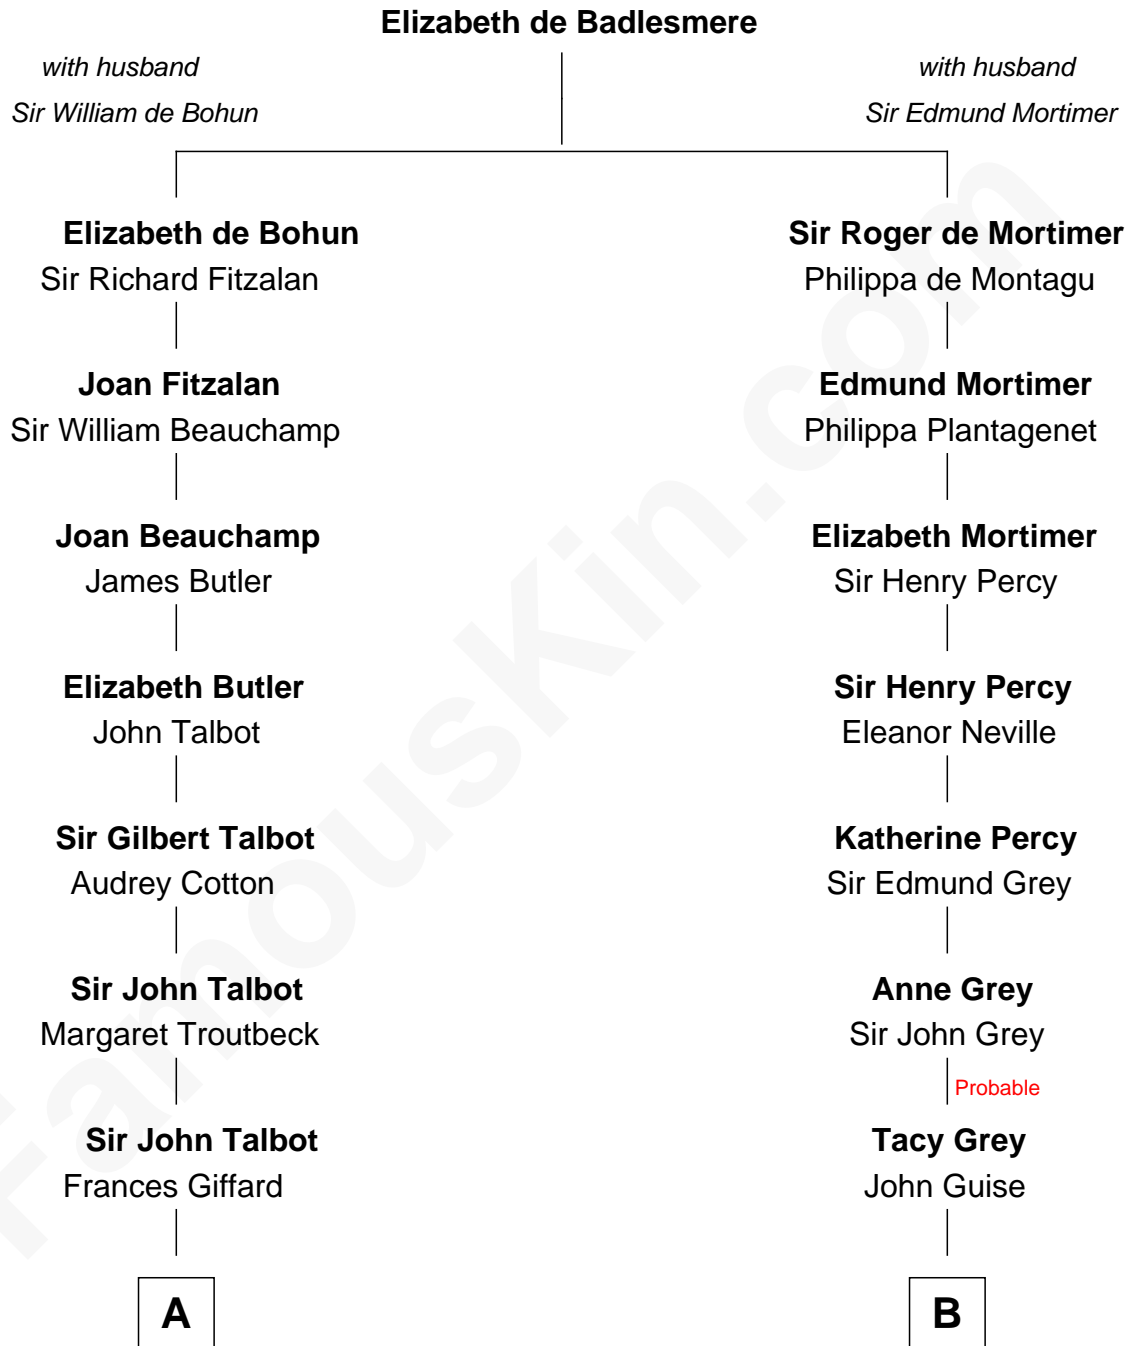 Elizabeth de Badlesmere
with husband
Sir William de Bohun
with husband
Sir Edmund Mortimer
Elizabeth de Bohun
Sir Richard Fitzalan
Sir Roger de Mortimer
Philippa de Montagu
Joan Fitzalan
Sir William Beauchamp
Edmund Mortimer
Philippa Plantagenet
Joan Beauchamp
James Butler
Elizabeth Mortimer
Sir Henry Percy
Elizabeth Butler
John Talbot
Sir Henry Percy
Eleanor Neville
Sir Gilbert Talbot
Audrey Cotton
Katherine Percy
Sir Edmund Grey
Sir John Talbot
Margaret Troutbeck
Anne Grey
Sir John Grey
Probable
Sir John Talbot
Frances Giffard
Tacy Grey
John Guise
A
B
FamousKin.com